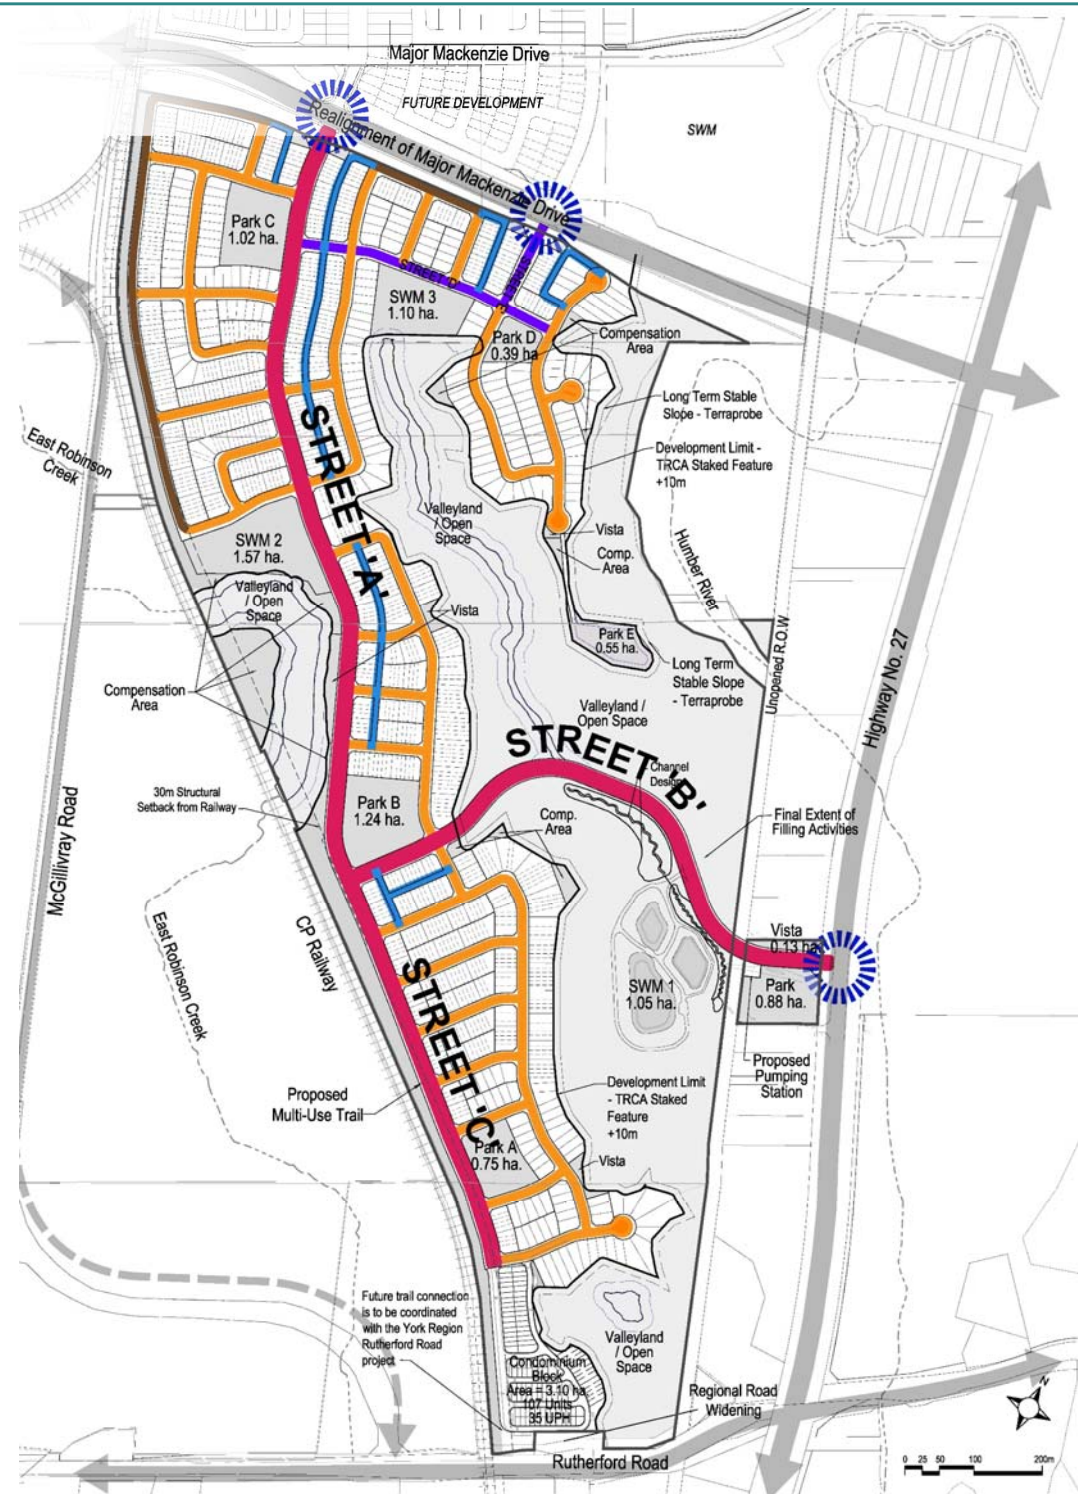 Major Mackenzie Drive
FUTURE DEVELOPMENT
SWM
Realignment of Major Mackenzie Drive
Park C
1.02 ha.
STREET 'D'
SWM 3
1.10 ha.
Park D
0.39 ha
Compensation
Area
Long Term Stable
Slope - Terraprobe
Development Limit -
TRCA Staked Feature
+10m
East Robinson
Creek
STREET 'A'
Valleyland
/ Open
Space
Vista
Comp.
Area
Humber River
SWM 2
1.57 ha.
Valleyland
/ Open
Space
Vista
Park E
0.55 ha.
Unopened R.O.W
Highway No. 27
Long Term
Stable Slope
- Terraprobe
Compensation
Area
Valleyland /
Open Space
STREET 'B'
Channel
Design
30m Structural
Setback from Railway
Park B
1.24 ha.
Comp.
Area
Final Extent of
Filling Activities
McGillivray Road
East Robinson Creek
CP Railway
Vista
0.13 ha
Park
0.88 ha.
SWM 1
1.05 ha.
STREET 'C'
Proposed
Pumping
Station
Proposed
Multi-Use Trail
Development Limit
- TRCA Staked
Feature
+10m
Park A
0.75 ha.
Vista
Future trail connection
is to be coordinated
with the York Region
Rutherford Road
project
Valleyland
/ Open
Space
Condominium
Block
Area = 3.10 ha
107 Units
35 UPH
Regional Road
Widening
N
Rutherford Road
0 25 50 100 200m